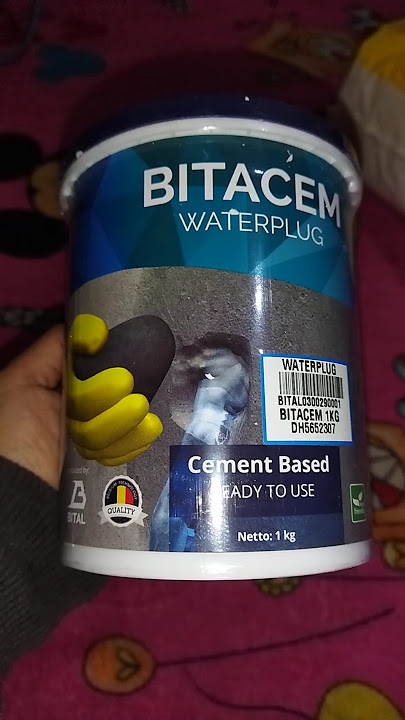 BITACEM
WATERPLUG
WATERPLUG
BITAL0300290001
BITACEM 1KG
DH5652307
Cement Based
READY TO USE
BITAL
QUALITY
Netto: 1 kg